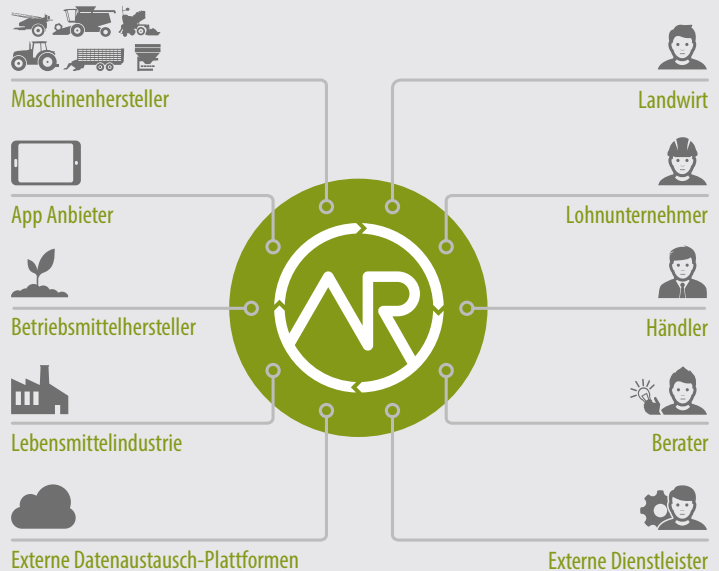 Maschinenhersteller
Landwirt
App Anbieter
Lohnunternehmer
AR
Betriebsmittelhersteller
Händler
Lebensmittelindustrie
Berater
Externe Datenaustausch-Plattformen
Externe Dienstleister